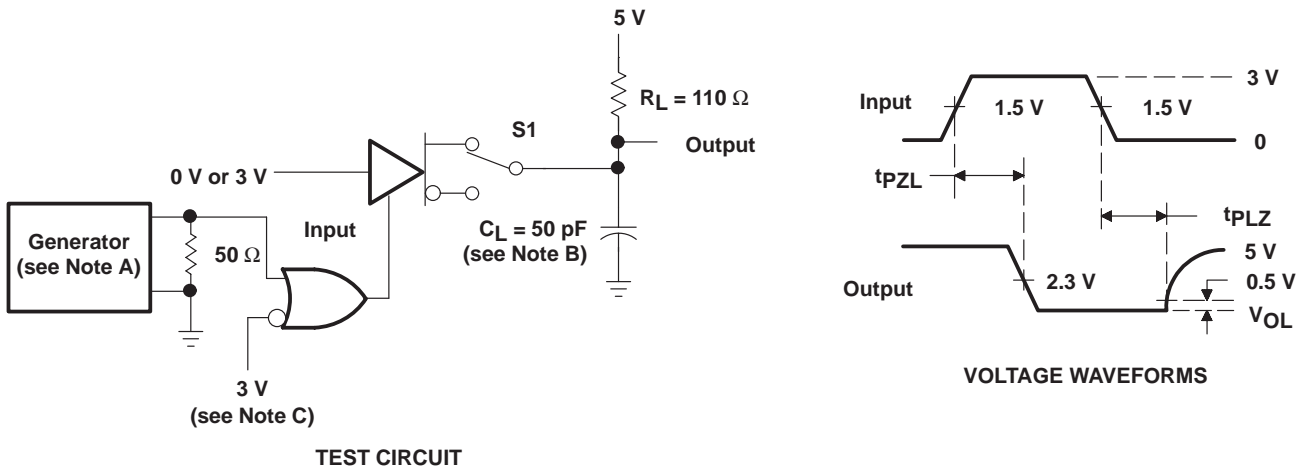 5 V
RL = 110 Ω
S1
Output
0 V or 3 V
Input
Generator
(see Note A)
50 Ω
CL = 50 pF
(see Note B)
3 V
(see Note C)
TEST CIRCUIT
3 V
Input
1.5 V
1.5 V
0
tPZL
tPLZ
5 V
Output
2.3 V
0.5 V
VOL
VOLTAGE WAVEFORMS